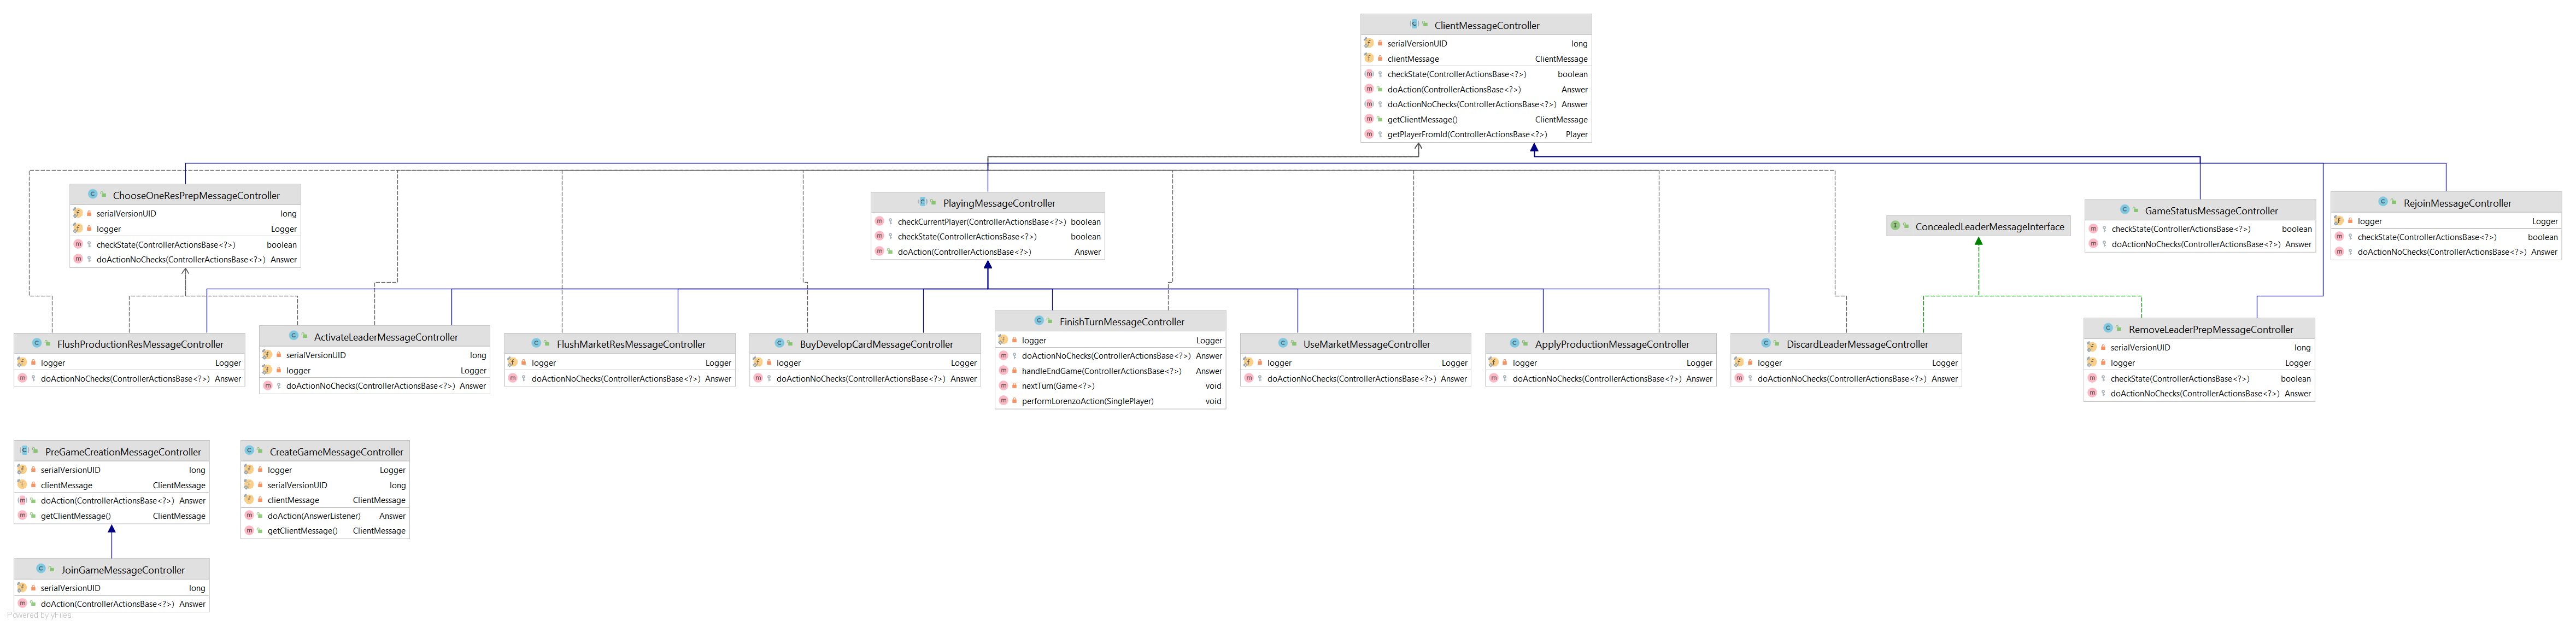 ClientMessageController
serialVersionUID long
clientMessage ClientMessage
checkState(ControllerActionsBase<?>) boolean
doAction(ControllerActionsBase<?>) Answer
doActionNoChecks(ControllerActionsBase<?>) Answer
getClientMessage() ClientMessage
getPlayerFromId(ControllerActionsBase<?>) Player
ChooseOneResPrepMessageController
serialVersionUID long
logger Logger
checkState(ControllerActionsBase<?>) boolean
doActionNoChecks(ControllerActionsBase<?>) Answer
PlayingMessageController
checkCurrentPlayer(ControllerActionsBase<?>) boolean
checkState(ControllerActionsBase<?>) boolean
doAction(ControllerActionsBase<?>) Answer
ConcealedLeaderMessageInterface
GameStatusMessageController
checkState(ControllerActionsBase<?>) boolean
doActionNoChecks(ControllerActionsBase<?>) Answer
RejoinMessageController
logger Logger
checkState(ControllerActionsBase<?>) boolean
doActionNoChecks(ControllerActionsBase<?>) Answer
FlushProductionResMessageController
logger Logger
doActionNoChecks(ControllerActionsBase<?>) Answer
ActivateLeaderMessageController
serialVersionUID long
logger Logger
doActionNoChecks(ControllerActionsBase<?>) Answer
FlushMarketResMessageController
logger Logger
doActionNoChecks(ControllerActionsBase<?>) Answer
BuyDevelopCardMessageController
logger Logger
doActionNoChecks(ControllerActionsBase<?>) Answer
FinishTurnMessageController
logger Logger
doActionNoChecks(ControllerActionsBase<?>) Answer
handleEndGame(ControllerActionsBase<?>) Answer
nextTurn(Game<?>) void
performLorenzoAction(SinglePlayer) void
UseMarketMessageController
logger Logger
doActionNoChecks(ControllerActionsBase<?>) Answer
ApplyProductionMessageController
logger Logger
doActionNoChecks(ControllerActionsBase<?>) Answer
DiscardLeaderMessageController
logger Logger
doActionNoChecks(ControllerActionsBase<?>) Answer
RemoveLeaderPrepMessageController
serialVersionUID long
logger Logger
checkState(ControllerActionsBase<?>) boolean
doActionNoChecks(ControllerActionsBase<?>) Answer
PreGameCreationMessageController
serialVersionUID long
clientMessage ClientMessage
doAction(ControllerActionsBase<?>) Answer
getClientMessage() ClientMessage
CreateGameMessageController
logger Logger
serialVersionUID long
clientMessage ClientMessage
doAction(AnswerListener) Answer
getClientMessage() ClientMessage
JoinGameMessageController
serialVersionUID long
doAction(ControllerActionsBase<?>) Answer
Powered by yFiles